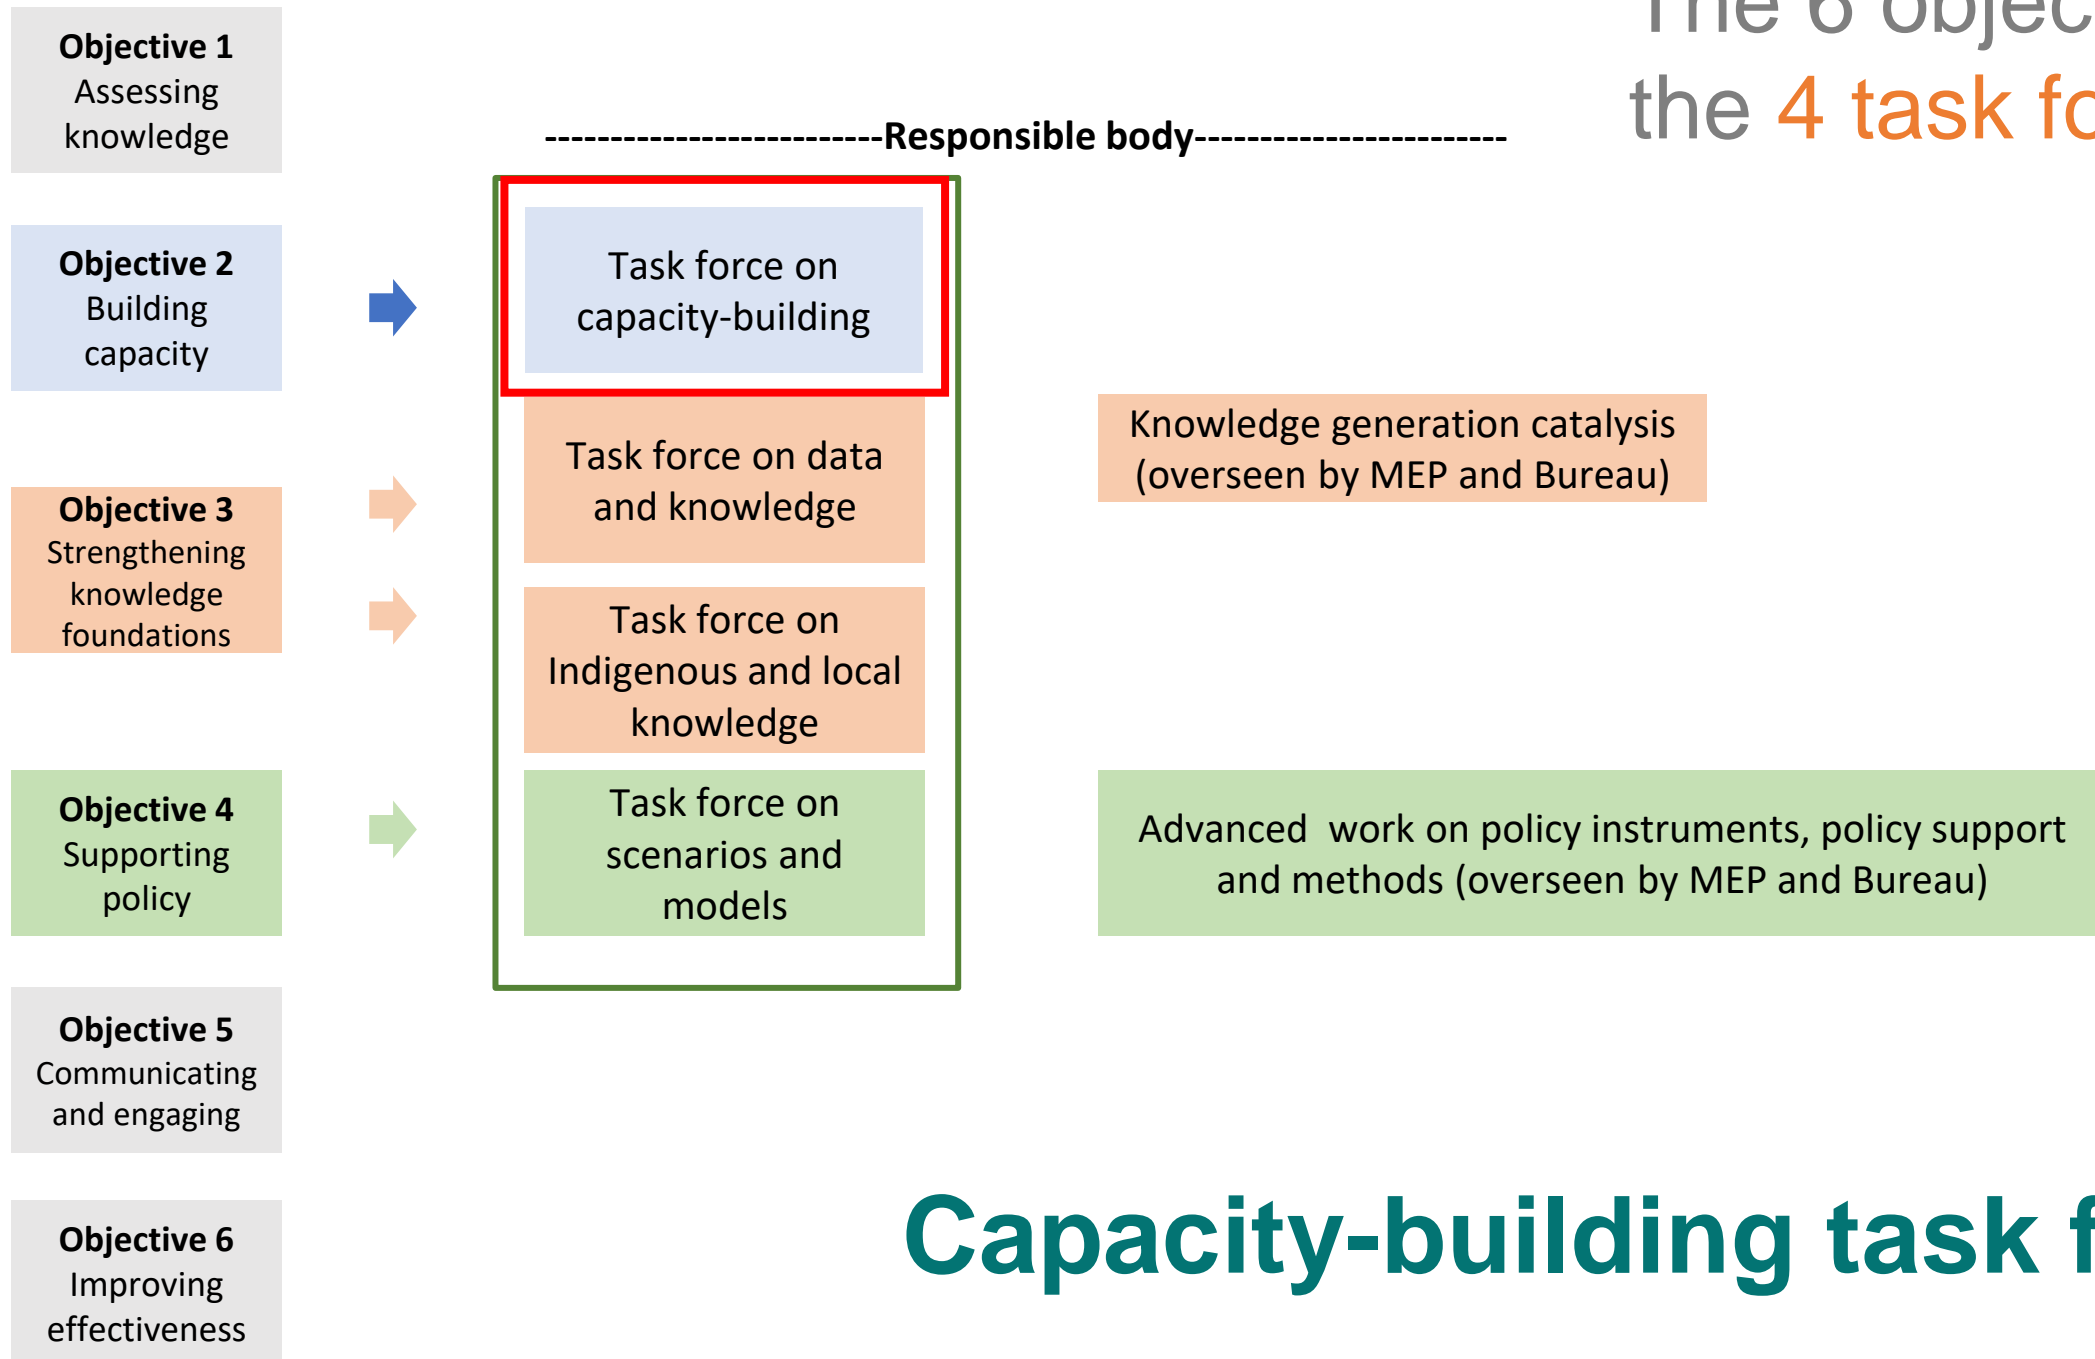 The 6 objec
the 4 task fo
Objective 1
Assessing
knowledge
-------------------------Responsible body------------------------
Objective 2
Building
capacity
Task force on
capacity-building
Objective 3
Strengthening
knowledge
foundations
Task force on data
and knowledge
Knowledge generation catalysis
(overseen by MEP and Bureau)
Task force on
Indigenous and local
knowledge
Objective 4
Supporting
policy
Task force on
scenarios and
models
Advanced  work on policy instruments, policy support
and methods (overseen by MEP and Bureau)
Objective 5
Communicating
and engaging
Objective 6
Improving
effectiveness
Capacity-building task f